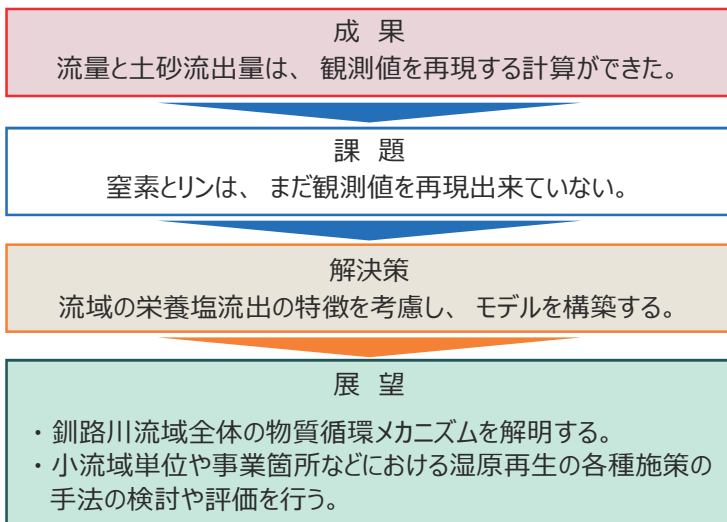 成 果
流量と土砂流出量は、 観測値を再現する計算ができた。
課 題
窒素とリンは、 まだ観測値を再現出来ていない。
解決策
流域の栄養塩流出の特徴を考慮し、 モデルを構築する。
展 望
・釧路川流域全体の物質循環メカニズムを解明する。
・小流域単位や事業箇所などにおける湿原再生の各種施策の
手法の検討や評価を行う。